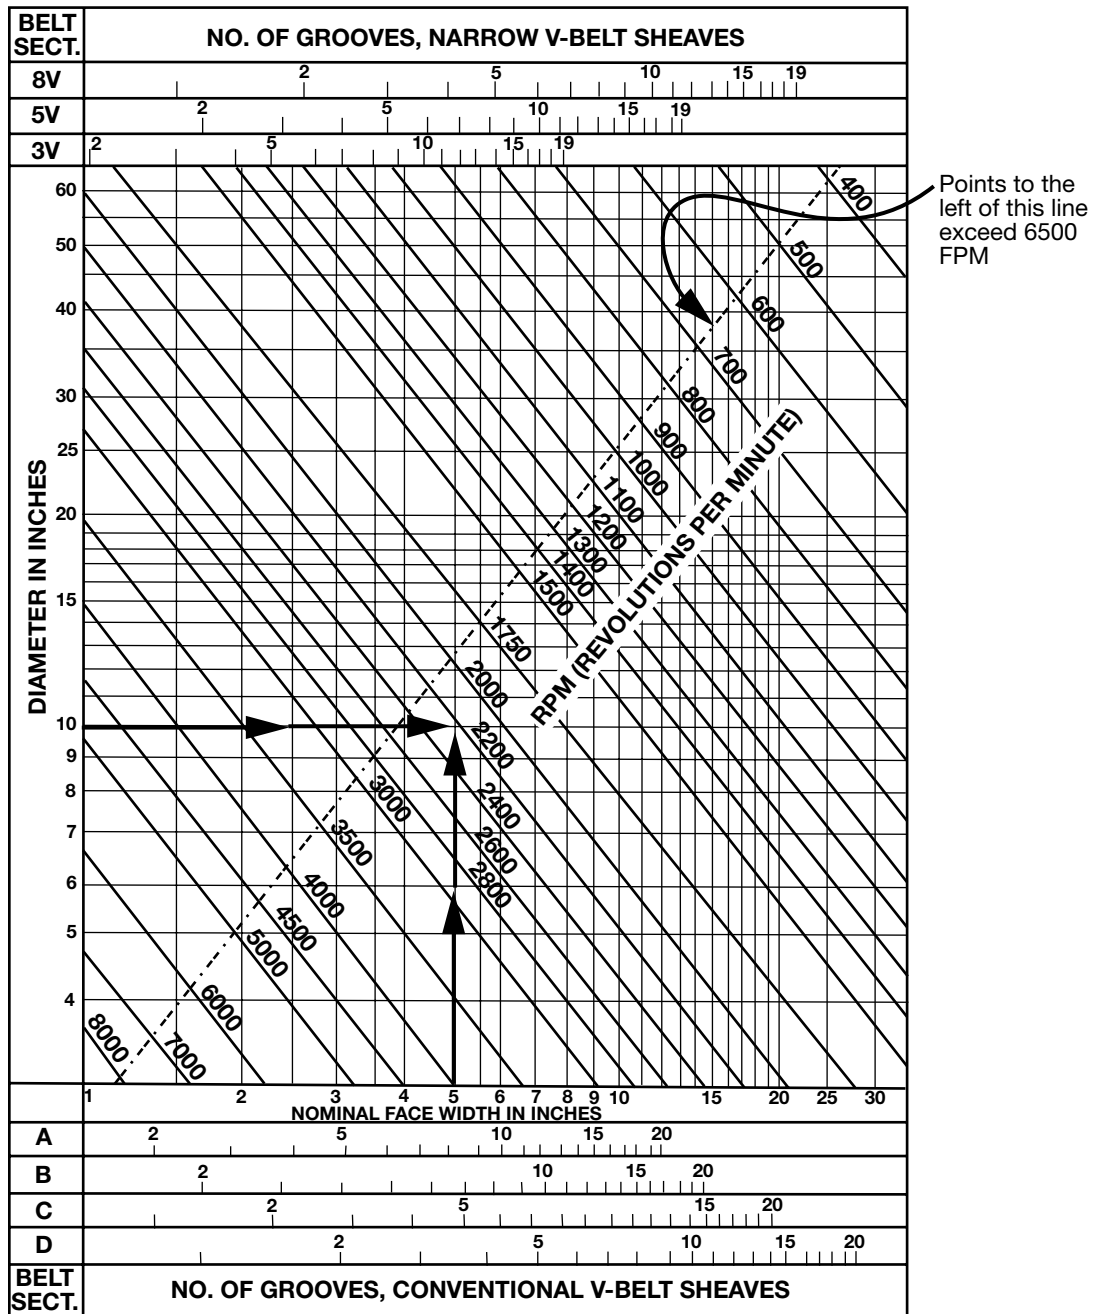 BELT
SECT.
NO. OF GROOVES, NARROW V-BELT SHEAVES
8V
2 5 10 15 19
5V
2 5 10 15 19
3V
2 5 10 15 19
DIAMETER IN INCHES
60
50
40
30
25
20
15
10
9
8
7
6
5
4
400
500
600
700
800
900
1000
1100
1200
1300
1400
1500
1750
2000
2200
2400
2600
2800
3000
3500
4000
4500
5000
6000
7000
8000
RPM (REVOLUTIONS PER MINUTE)
Points to the
left of this line
exceed 6500
FPM
1 2 3 4 5 6 7 8 9 10 15 20 25 30
NOMINAL FACE WIDTH IN INCHES
A
2 5 10 15 20
B
2 5 10 15 20
C
2 5 15 20
D
2 5 10 15 20
BELT
SECT.
NO. OF GROOVES, CONVENTIONAL V-BELT SHEAVES